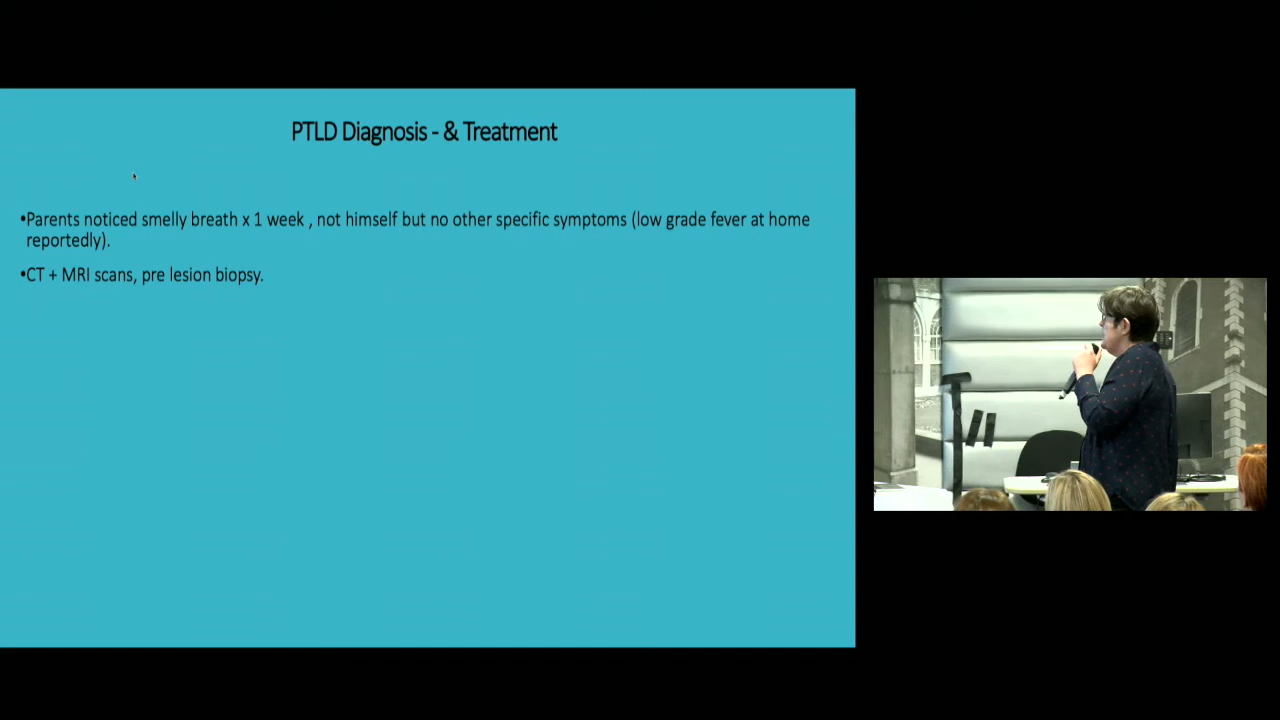 PTLD Diagnosis - & Treatment
•Parents noticed smelly breath x 1 week , not himself but no other specific symptoms (low grade fever at home
reportedly).
•CT + MRI scans, pre lesion biopsy.